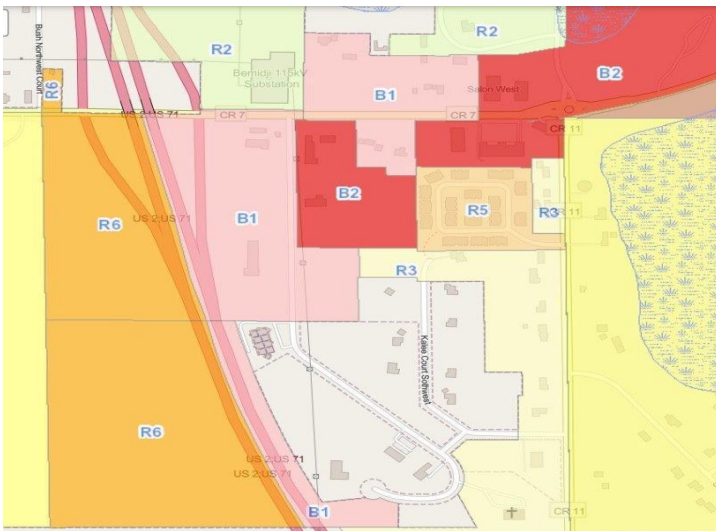 Bush Northwest Court
R2
R2
B2
Bemidji 115kV
Substation
B1
Salon West
R6
US 2;US 71
CR 7
CR 7
CR 11
B2
R5
R3
CR 11
R6
US 2;US 71
B1
R3
Kailee Court Sothwest
R6
US 2;US 71
US 2;US 71
B1
CR 11